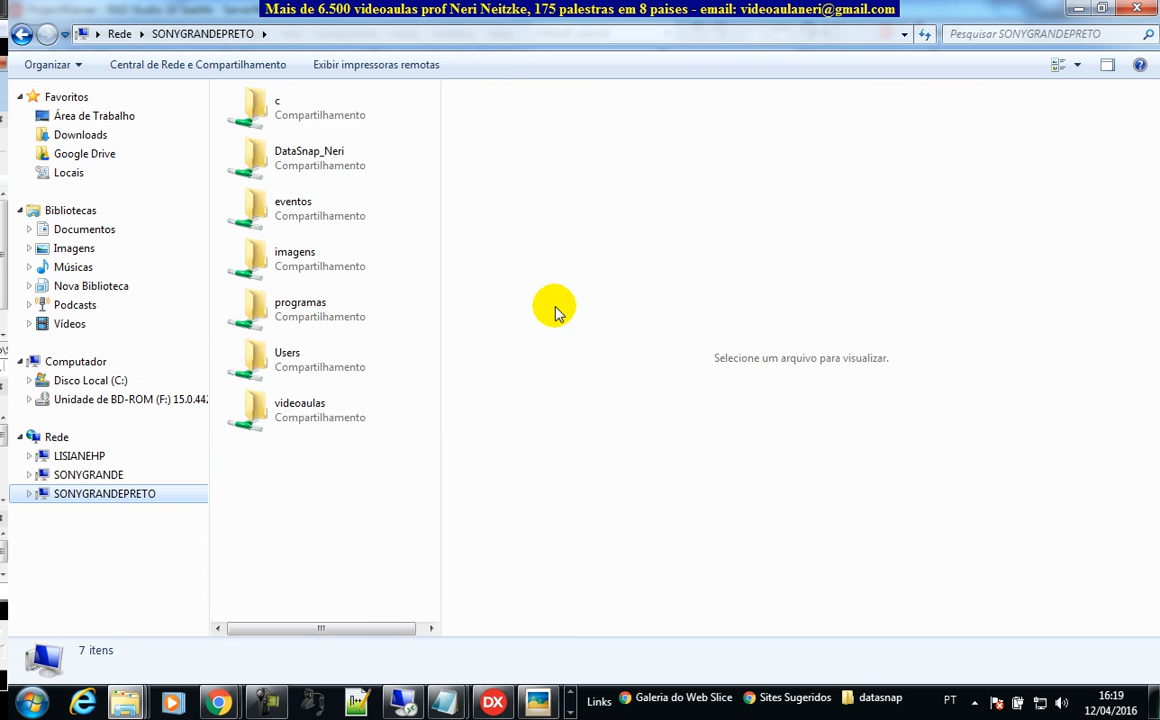 Mais de 6.500 videoaulas prof Neri Neitzke, 175 palestras em 8 paises - email: videoaulaneri@gmail.com
Rede SONYGRANDEPRETO
Pesquisar SONYGRANDEPRETO
Organizar
Central de Rede e Compartilhamento
Exibir impressoras remotas
Favoritos
Área de Trabalho
Downloads
Google Drive
Locais
Bibliotecas
Documentos
Imagens
Músicas
Nova Biblioteca
Podcasts
Vídeos
Computador
Disco Local (C:)
Unidade de BD-ROM (F:) 15.0.442
Rede
LISIANEHP
SONYGRANDE
SONYGRANDEPRETO
c
Compartilhamento
DataSnap_Neri
Compartilhamento
eventos
Compartilhamento
imagens
Compartilhamento
programas
Compartilhamento
Users
Compartilhamento
videoaulas
Compartilhamento
Selecione um arquivo para visualizar.
7 itens
DX
Links
Galeria do Web Slice
Sites Sugeridos
datasnap
PT
16:19
12/04/2016